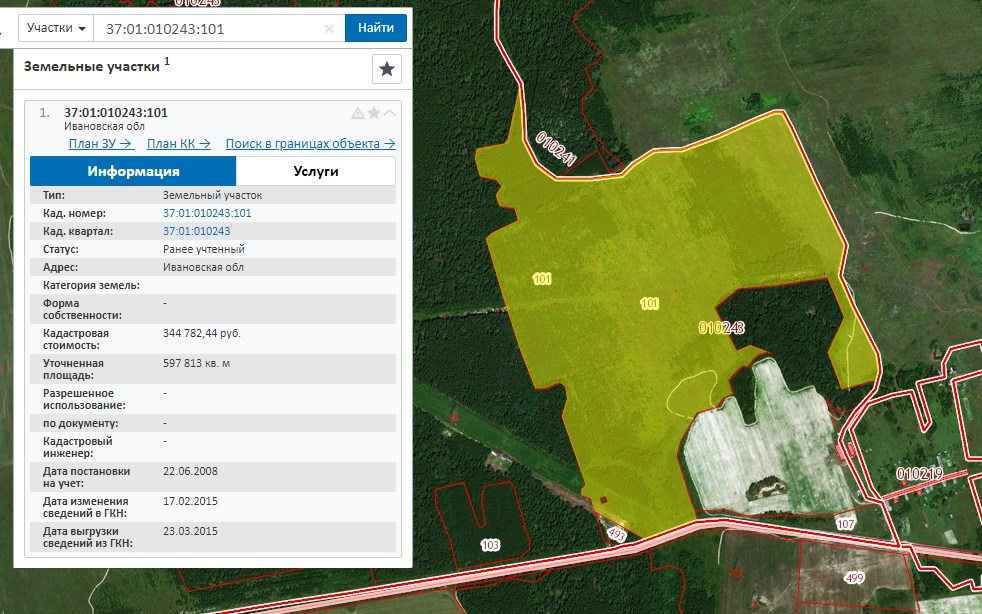 010243
Участки
37:01:010243:101
Найти
Земельные участки 1
1.
37:01:010243:101
Ивановская обл
План ЗУ →
План КК →
Поиск в границах объекта →
Информация
Услуги
Тип: Земельный участок
Кад. номер: 37:01:010243:101
Кад. квартал: 37:01:010243
Статус: Ранее учтенный
Адрес: Ивановская обл
Категория земель:
Форма -
собственности:
Кадастровая 344 782,44 руб.
стоимость:
Уточненная 597 813 кв. м
площадь:
Разрешенное -
использование:
по документу: -
Кадастровый -
инженер:
Дата постановки 22.06.2008
на учет:
Дата изменения 17.02.2015
сведений в ГКН:
Дата выгрузки 23.03.2015
сведений из ГКН:
010241
101
101
010243
010219
107
493
103
499